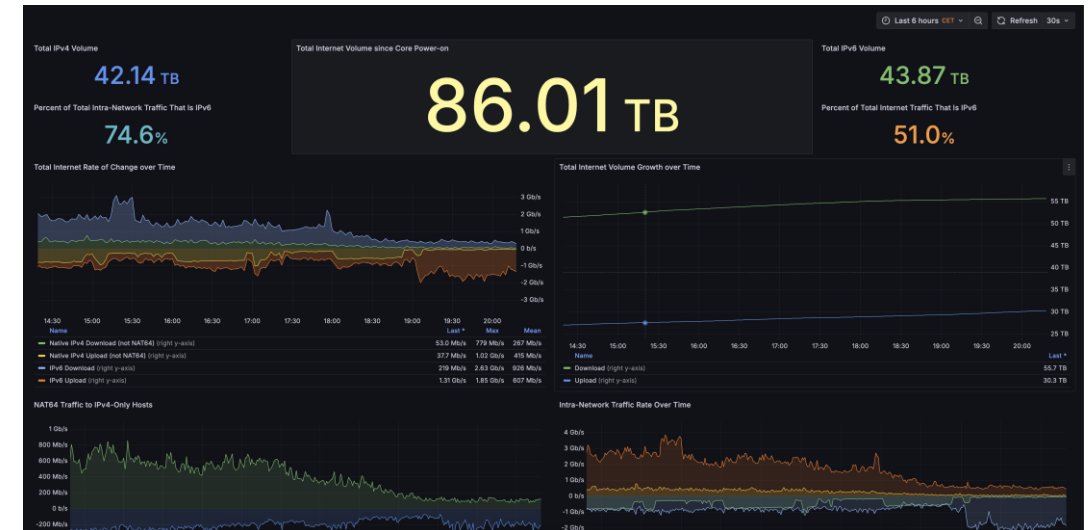 Last 6 hours CET
Refresh 30s
Total IPv4 Volume
42.14 TB
Percent of Total Intra-Network Traffic That Is IPv6
74.6%
Total Internet Volume since Core Power-on
86.01 TB
Total IPv6 Volume
43.87 TB
Percent of Total Internet Traffic That Is IPv6
51.0%
Total Internet Rate of Change over Time
3 Gb/s
2 Gb/s
1 Gb/s
0 b/s
-1 Gb/s
-2 Gb/s
-3 Gb/s
14:30 15:00 15:30 16:00 16:30 17:00 17:30 18:00 18:30 19:00 19:30 20:00
Name Last * Max Mean
Native IPv4 Download (not NAT64) (right y-axis) 53.0 Mb/s 779 Mb/s 267 Mb/s
Native IPv4 Upload (not NAT64) (right y-axis) 37.7 Mb/s 1.02 Gb/s 415 Mb/s
IPv6 Download (right y-axis) 219 Mb/s 2.63 Gb/s 926 Mb/s
IPv6 Upload (right y-axis) 1.31 Gb/s 1.85 Gb/s 607 Mb/s
Total Internet Volume Growth over Time
55 TB
50 TB
45 TB
40 TB
35 TB
30 TB
25 TB
14:30 15:00 15:30 16:00 16:30 17:00 17:30 18:00 18:30 19:00 19:30 20:00
Name Last *
Download (right y-axis) 55.7 TB
Upload (right y-axis) 30.3 TB
NAT64 Traffic to IPv4-Only Hosts
1 Gb/s
800 Mb/s
600 Mb/s
400 Mb/s
200 Mb/s
0 b/s
-200 Mb/s
Intra-Network Traffic Rate Over Time
4 Gb/s
3 Gb/s
2 Gb/s
1 Gb/s
0 b/s
-1 Gb/s
-2 Gb/s